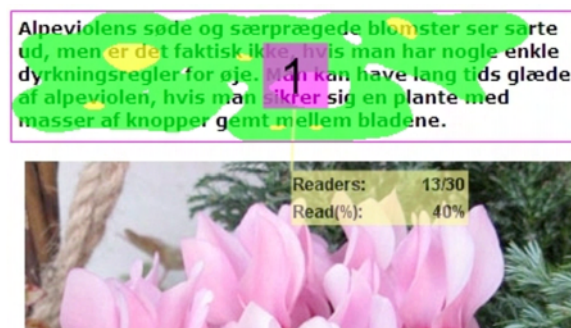 Alpeviolens søde og særprægede blomster ser sarte
ud, men er det faktisk ikke, hvis man har nogle enkle
dyrkningsregler for øje. Man kan have lang tids glæde
af alpeviolen, hvis man sikrer sig en plante med
masser af knopper gemt mellem bladene.
1
Readers: 13/30
Read(%): 40%